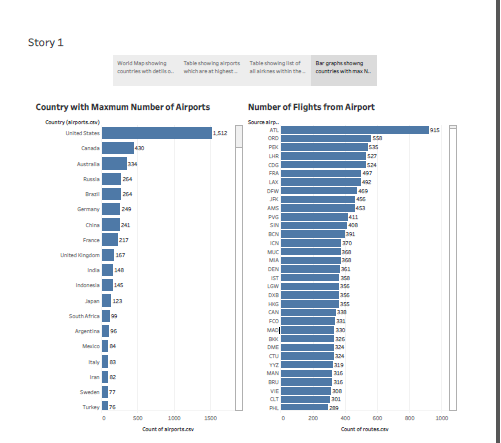 Story 1
World Map showing
countries with detils o..
Table showing airports
which are at highest ..
Table showing list of
all airlnes within the ..
Bar graphs showing
countries with max N..
Country with Maxmum Number of Airports
Country (airports.csv)
United States 1,512
Canada 430
Australia 334
Russia 264
Brazil 264
Germany 249
China 241
France 217
United Kingdom 167
India 148
Indonesia 145
Japan 123
South Africa 99
Argentina 96
Mexico 84
Italy 83
Iran 82
Sweden 77
Turkey 76
0 500 1000 1500
Count of airports.csv
Number of Flights from Airport
Source airp..
ATL 915
ORD 558
PEK 535
LHR 527
CDG 524
FRA 497
LAX 492
DFW 469
JFK 456
AMS 453
PVG 411
SIN 408
BCN 391
ICN 370
MUC 368
MIA 368
DEN 361
IST 358
LGW 356
DXB 356
HKG 355
CAN 338
FCO 331
MAD 330
BKK 326
DME 324
CTU 324
YYZ 319
MAN 316
BRU 316
VIE 308
CLT 301
PHL 289
0 200 400 600 800 1000
Count of routes.csv